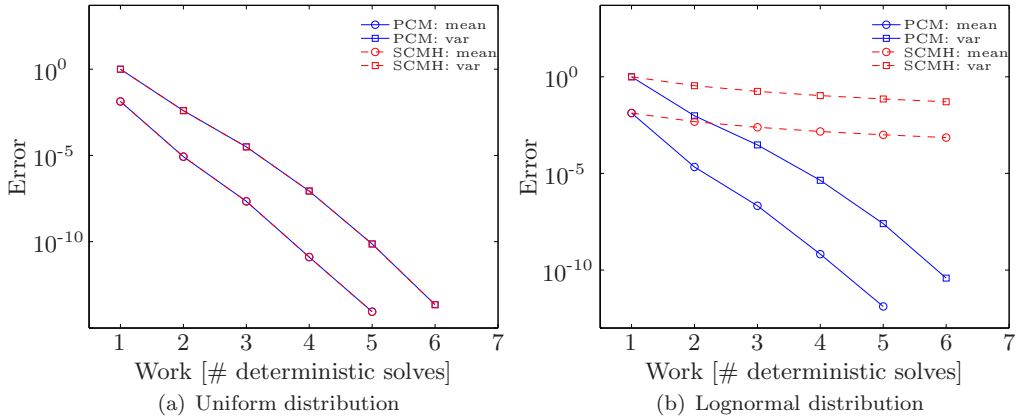 PCM: mean
PCM: var
SCMH: mean
SCMH: var
10^0
10^-5
10^-10
Error
1 2 3 4 5 6 7
Work [# deterministic solves]
(a) Uniform distribution
PCM: mean
PCM: var
SCMH: mean
SCMH: var
10^0
10^-5
10^-10
Error
1 2 3 4 5 6 7
Work [# deterministic solves]
(b) Lognormal distribution